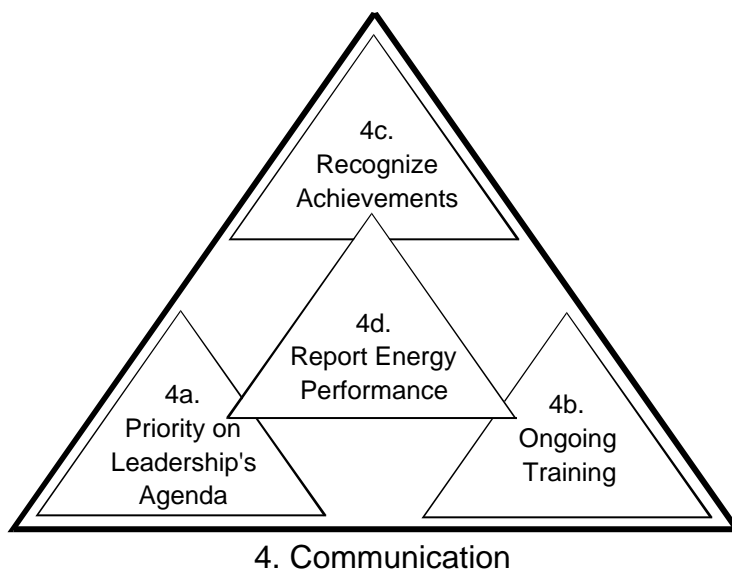 4c.
Recognize
Achievements
4d.
Report Energy
Performance
4a.
Priority on
Leadership's
Agenda
4b.
Ongoing
Training
4. Communication